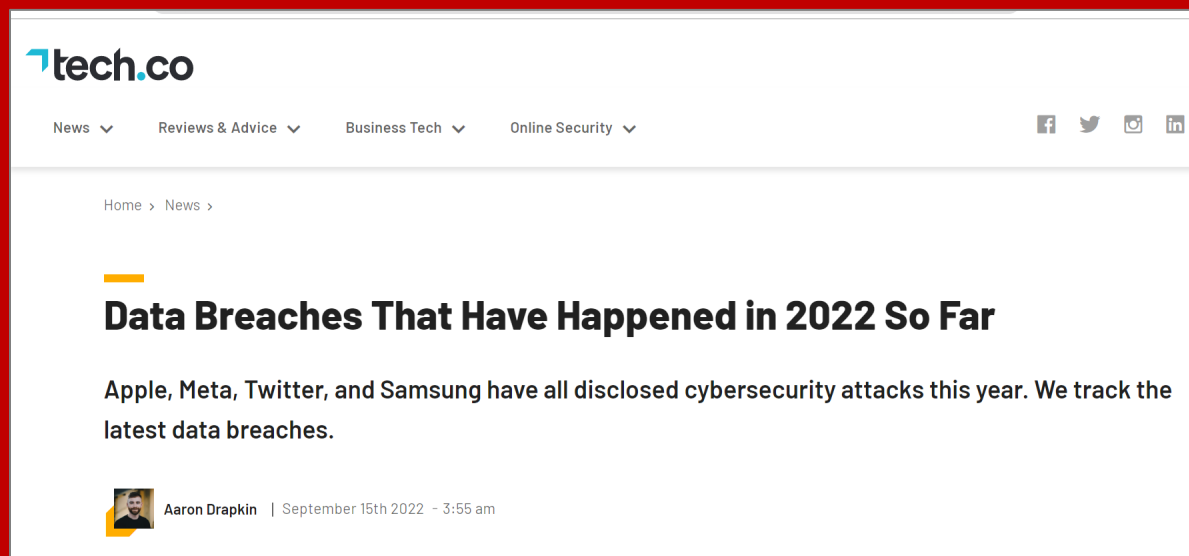 tech.co
News Reviews & Advice Business Tech Online Security
Home > News >
Data Breaches That Have Happened in 2022 So Far
Apple, Meta, Twitter, and Samsung have all disclosed cybersecurity attacks this year. We track the
latest data breaches.
Aaron Drapkin | September 15th 2022 - 3:55 am